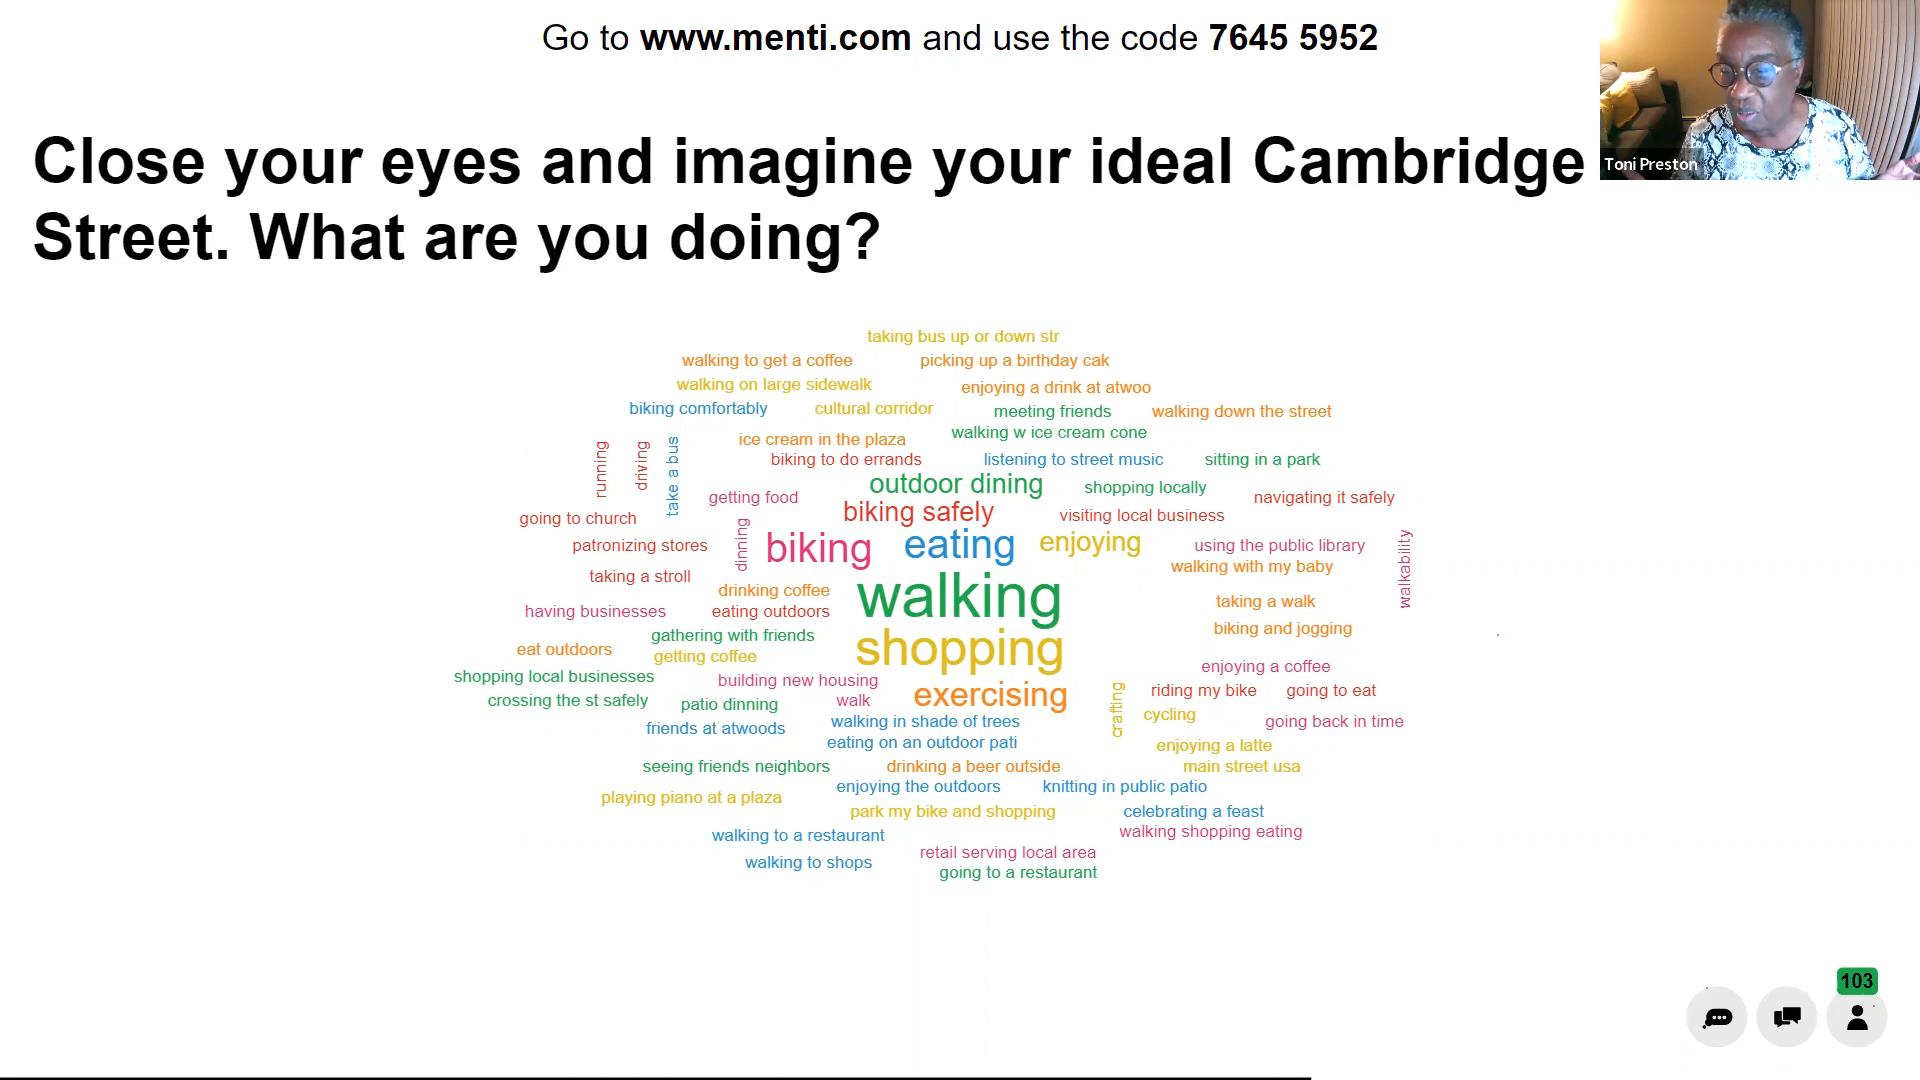 Go to www.menti.com and use the code 7645 5952
Toni Preston
Close your eyes and imagine your ideal Cambridge
Street. What are you doing?
taking bus up or down str
walking to get a coffee
picking up a birthday cak
walking on large sidewalk
enjoying a drink at atwoo
biking comfortably
cultural corridor
meeting friends
walking down the street
walking w ice cream cone
running
driving
take a bus
ice cream in the plaza
biking to do errands
listening to street music
sitting in a park
outdoor dining
shopping locally
getting food
navigating it safely
biking safely
visiting local business
going to church
patronizing stores
dinning
biking
eating
enjoying
using the public library
walkability
walking with my baby
taking a stroll
drinking coffee
walking
taking a walk
having businesses
eating outdoors
biking and jogging
gathering with friends
eat outdoors
getting coffee
shopping
enjoying a coffee
shopping local businesses
building new housing
exercising
crafting
riding my bike
going to eat
crossing the st safely
patio dinning
walk
cycling
going back in time
friends at atwoods
walking in shade of trees
eating on an outdoor pati
enjoying a latte
seeing friends neighbors
drinking a beer outside
main street usa
enjoying the outdoors
knitting in public patio
playing piano at a plaza
park my bike and shopping
celebrating a feast
walking to a restaurant
walking shopping eating
retail serving local area
walking to shops
going to a restaurant
103